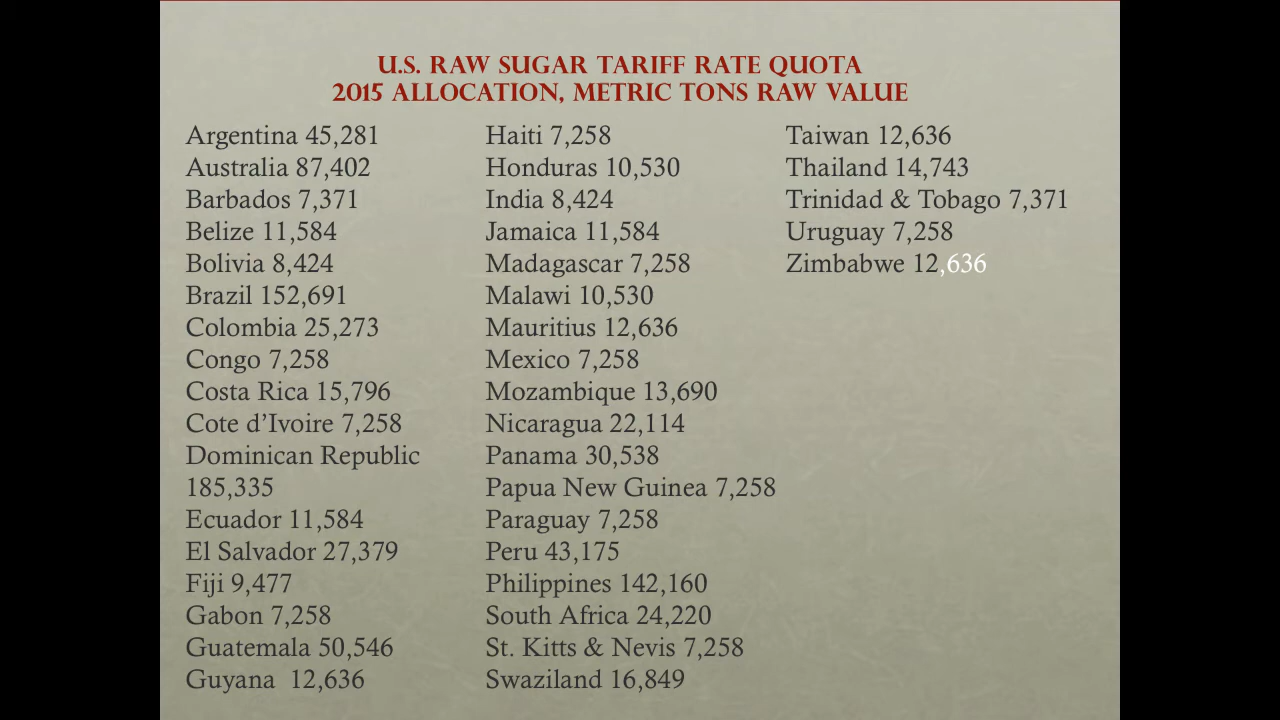 U.S. RAW SUGAR TARIFF RATE QUOTA
2015 ALLOCATION, METRIC TONS RAW VALUE
Argentina 45,281
Australia 87,402
Barbados 7,371
Belize 11,584
Bolivia 8,424
Brazil 152,691
Colombia 25,273
Congo 7,258
Costa Rica 15,796
Cote d’Ivoire 7,258
Dominican Republic
185,335
Ecuador 11,584
El Salvador 27,379
Fiji 9,477
Gabon 7,258
Guatemala 50,546
Guyana 12,636
Haiti 7,258
Honduras 10,530
India 8,424
Jamaica 11,584
Madagascar 7,258
Malawi 10,530
Mauritius 12,636
Mexico 7,258
Mozambique 13,690
Nicaragua 22,114
Panama 30,538
Papua New Guinea 7,258
Paraguay 7,258
Peru 43,175
Philippines 142,160
South Africa 24,220
St. Kitts & Nevis 7,258
Swaziland 16,849
Taiwan 12,636
Thailand 14,743
Trinidad & Tobago 7,371
Uruguay 7,258
Zimbabwe 12,636